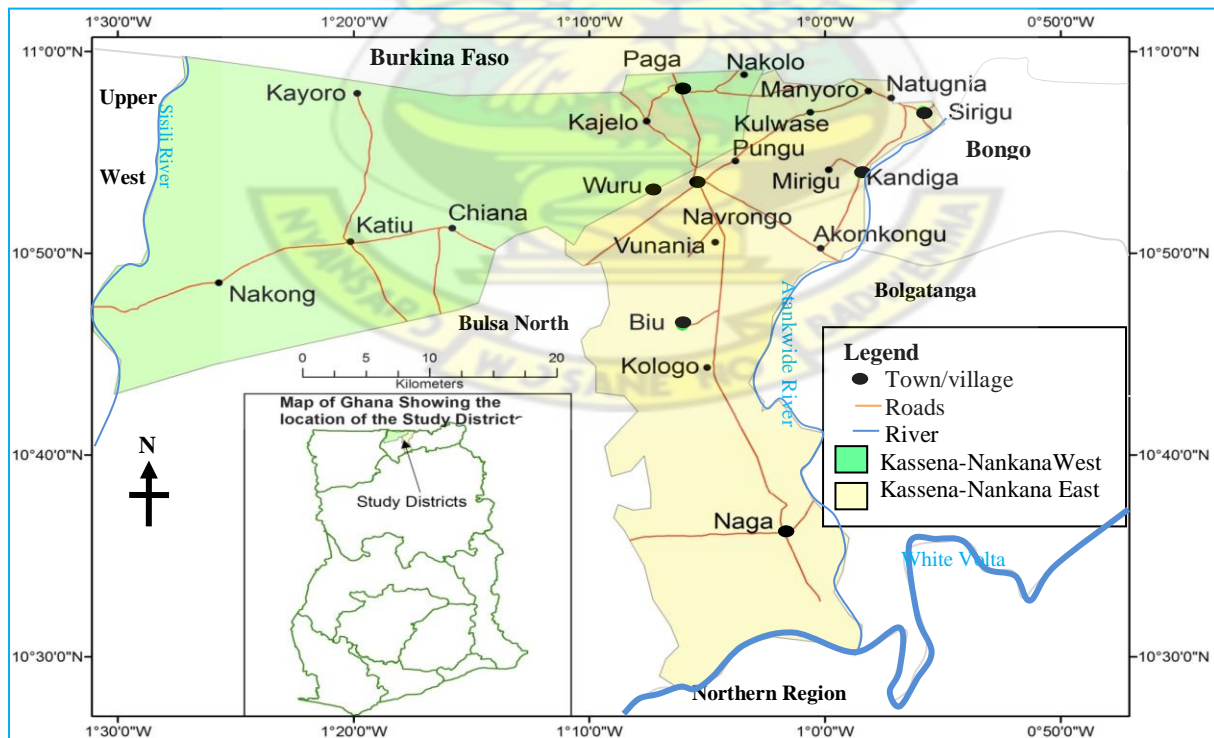 1°30'0"W 1°20'0"W 1°10'0"W 1°0'0"W 0°50'0"W
11°0'0"N
11°0'0"N
Burkina Faso
Paga
Nakolo
Upper
Kayoro
Manyoro
Natugnia
Sisili River
Kajelo
Kulwase
Sirigu
Pungu
Bongo
West
Wuru
Mirigu
Kandiga
Chiana
Navrongo
Katiu
Vunania
Akomkongu
10°50'0"N
10°50'0"N
Nakong
Atankwide River
Bolgatanga
Bulsa North
Biu
0 5 10 20
Kilometers
Kologo
Legend
Town/village
Roads
River
Kassena-NankanaWest
Kassena-Nankana East
Map of Ghana Showing the
location of the Study District
Study Districts
N
10°40'0"N
10°40'0"N
Naga
White Volta
10°30'0"N
10°30'0"N
Northern Region
1°30'0"W 1°20'0"W 1°10'0"W 1°0'0"W 0°50'0"W
NYANSAPO